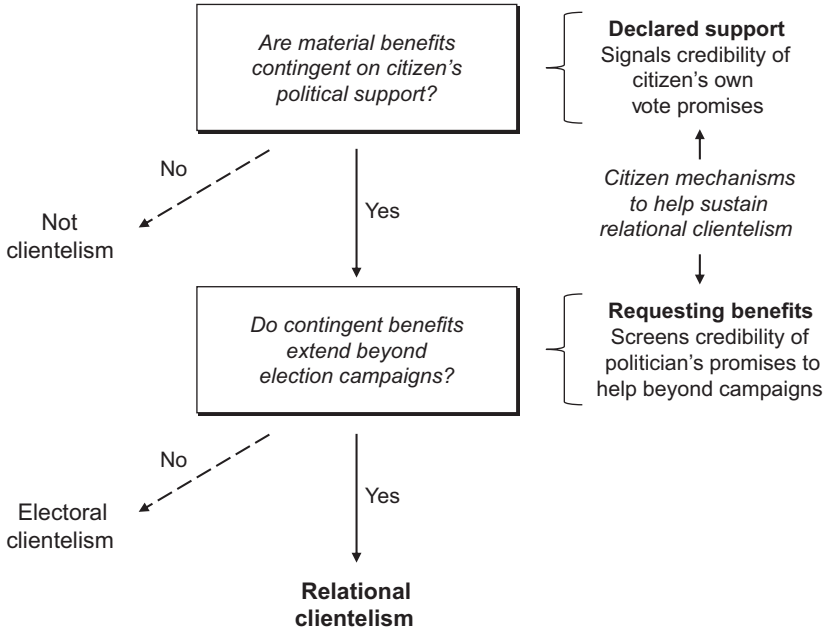 Are material benefits
contingent on citizen's
political support?
Declared support
Signals credibility of
citizen's own
vote promises
No
Yes
Not
clientelism
Citizen mechanisms
to help sustain
relational clientelism
Do contingent benefits
extend beyond
election campaigns?
Requesting benefits
Screens credibility of
politician's promises to
help beyond campaigns
No
Yes
Electoral
clientelism
Relational
clientelism